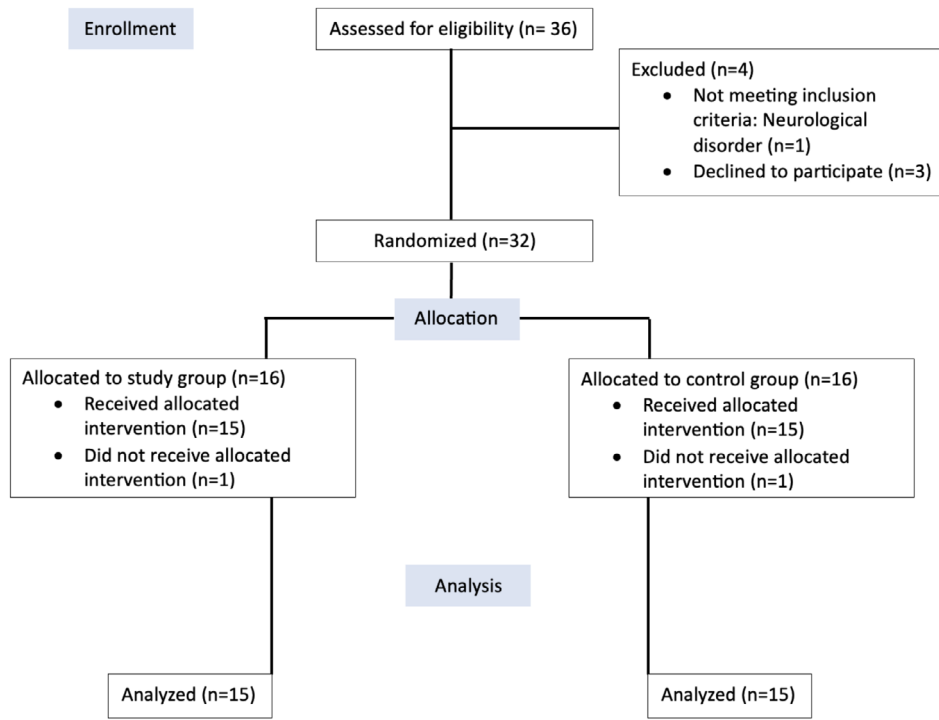 Enrollment
Assessed for eligibility (n= 36)
Excluded (n=4)
• Not meeting inclusion
criteria: Neurological
disorder (n=1)
• Declined to participate (n=3)
Randomized (n=32)
Allocation
Allocated to study group (n=16)
• Received allocated
intervention (n=15)
• Did not receive allocated
intervention (n=1)
Allocated to control group (n=16)
• Received allocated
intervention (n=15)
• Did not receive allocated
intervention (n=1)
Analysis
Analyzed (n=15)
Analyzed (n=15)